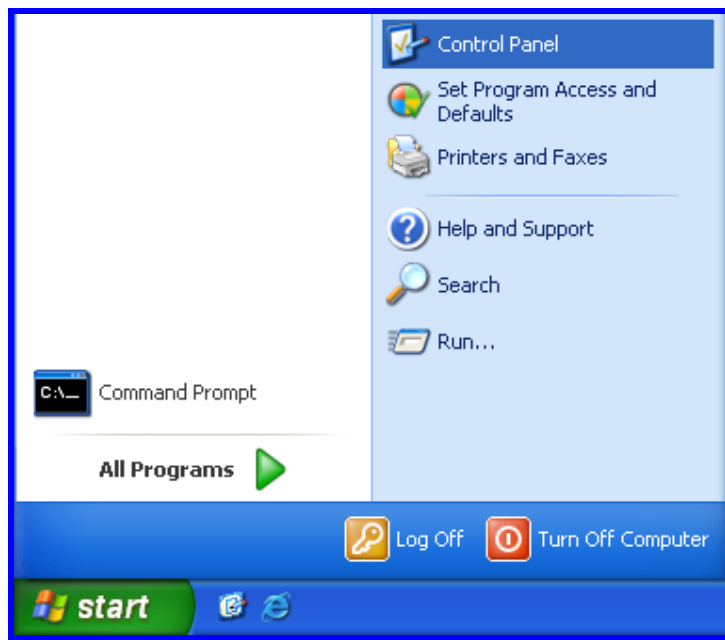 Control Panel
Set Program Access and
Defaults
Printers and Faxes
Help and Support
Search
Run...
C:\_
Command Prompt
All Programs
Log Off
Turn Off Computer
start